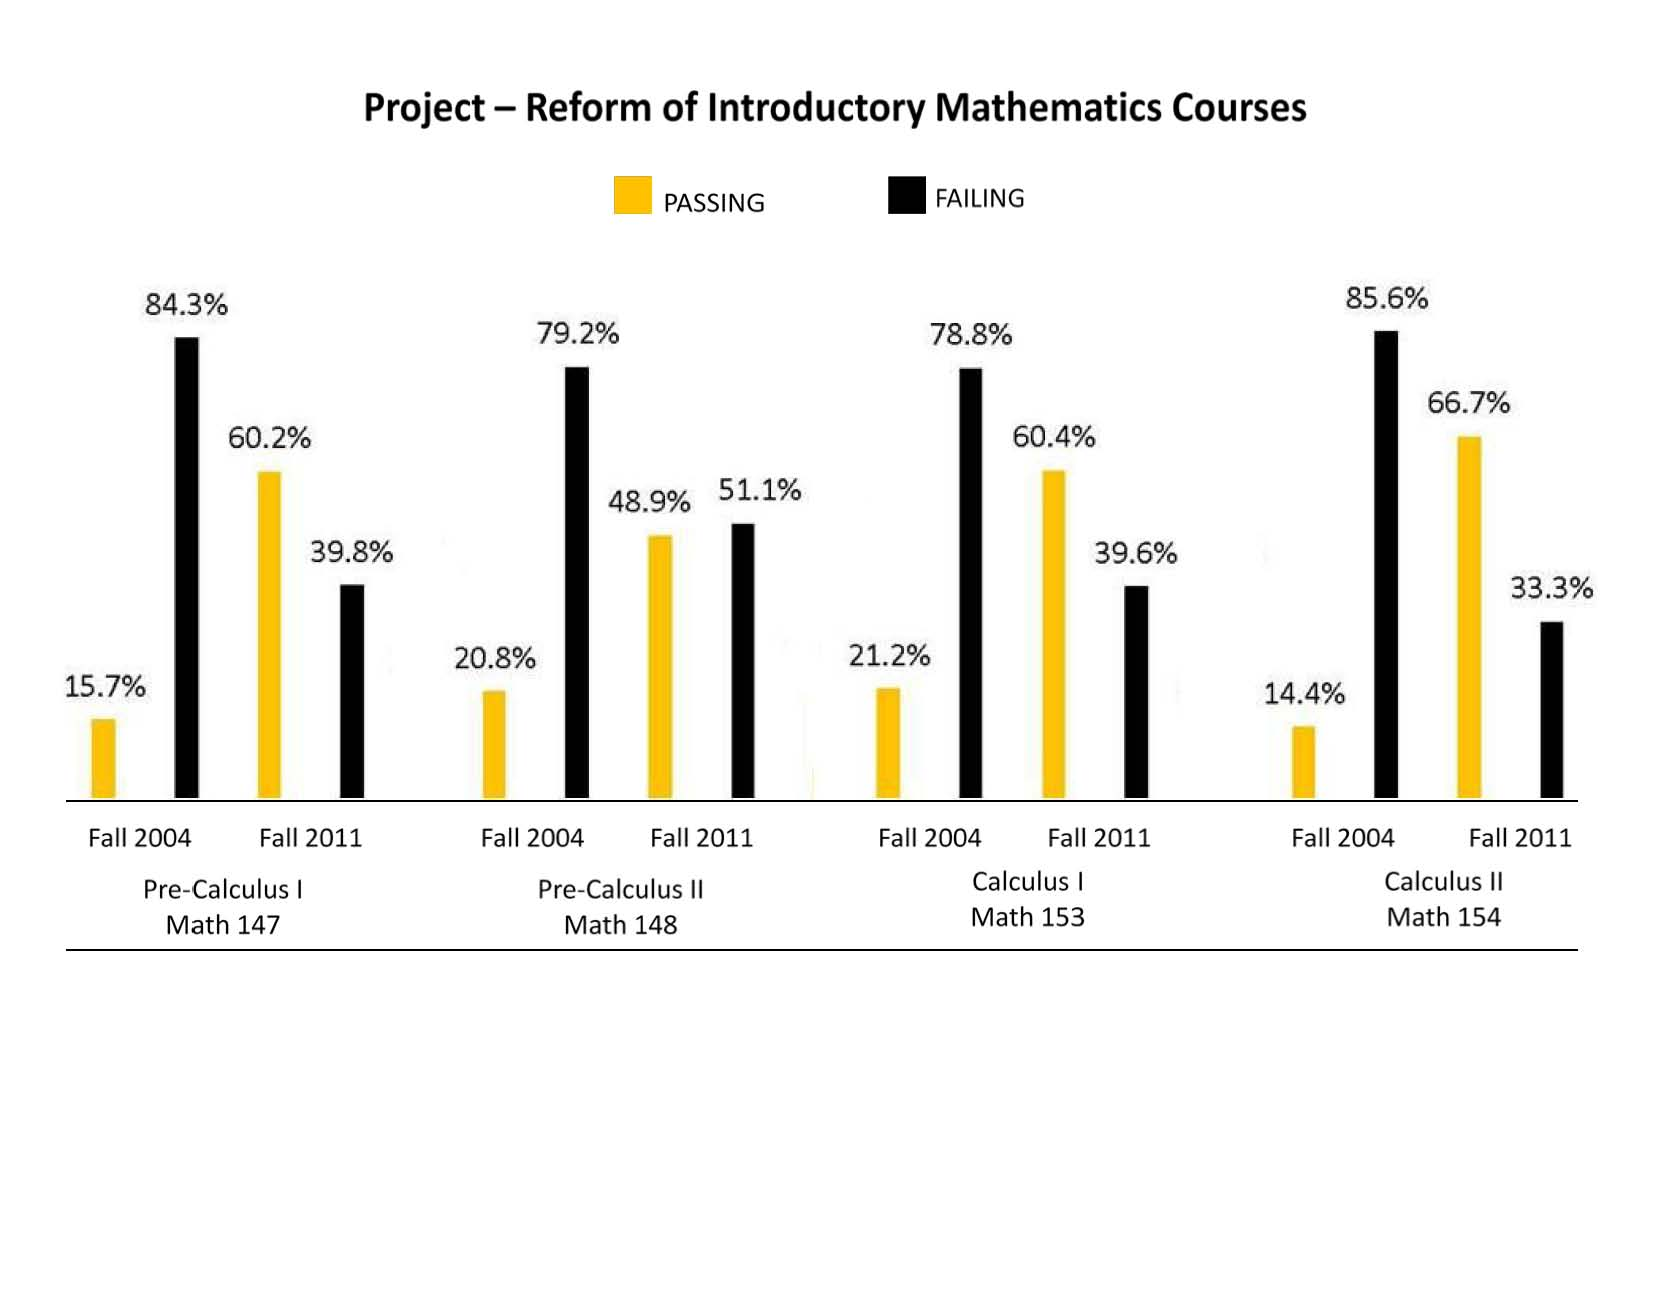 Project – Reform of Introductory Mathematics Courses
PASSING
FAILING
15.7%
84.3%
60.2%
39.8%
20.8%
79.2%
48.9%
51.1%
21.2%
78.8%
60.4%
39.6%
14.4%
85.6%
66.7%
33.3%
Fall 2004
Fall 2011
Fall 2004
Fall 2011
Fall 2004
Fall 2011
Fall 2004
Fall 2011
Pre-Calculus I
Math 147
Pre-Calculus II
Math 148
Calculus I
Math 153
Calculus II
Math 154